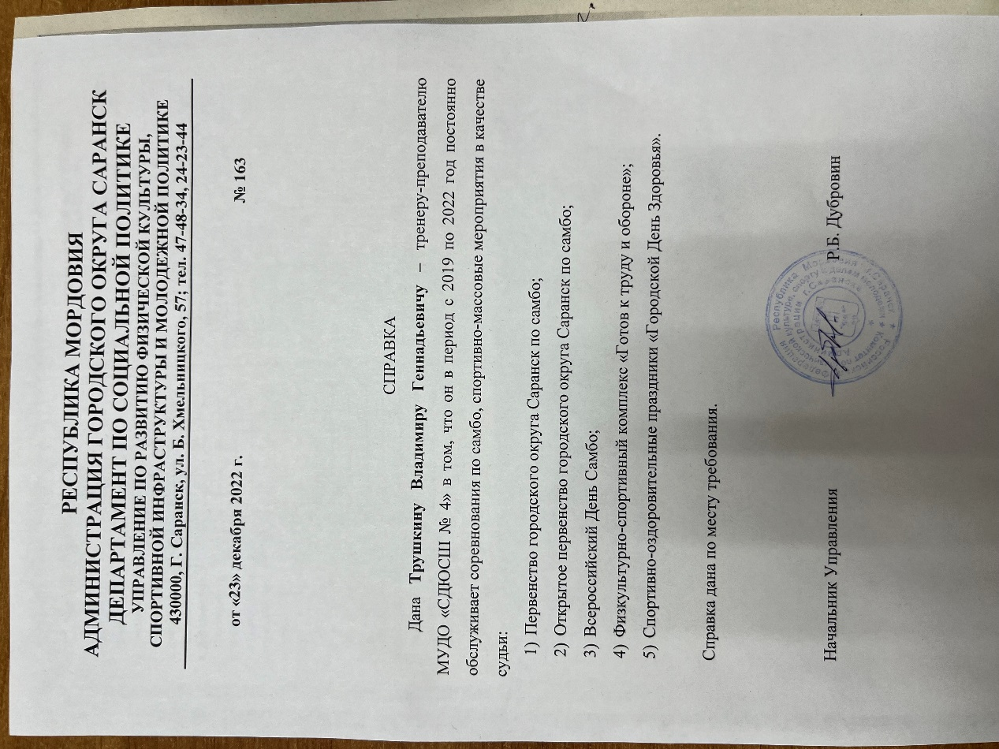 РЕСПУБЛИКА МОРДОВИЯ
АДМИНИСТРАЦИЯ ГОРОДСКОГО ОКРУГА САРАНСК
ДЕПАРТАМЕНТ ПО СОЦИАЛЬНОЙ ПОЛИТИКЕ
УПРАВЛЕНИЕ ПО РАЗВИТИЮ ФИЗИЧЕСКОЙ КУЛЬТУРЫ,
СПОРТИВНОЙ ИНФРАСТРУКТУРЫ И МОЛОДЕЖНОЙ ПОЛИТИКЕ
430000, Г. Саранск, ул. Б. Хмельницкого, 57; тел. 47-48-34, 24-23-44
от «23» декабря 2022 г. № 163
СПРАВКА
Дана Трушкину Владимиру Геннадьевичу – тренеру-преподавателю
МУДО «СДЮСШ № 4» в том, что он в период с 2019 по 2022 год постоянно
обслуживает соревнования по самбо, спортивно-массовые мероприятия в качестве
судьи:
1) Первенство городского округа Саранск по самбо;
2) Открытое первенство городского округа Саранск по самбо;
3) Всероссийский День Самбо;
4) Физкультурно-спортивный комплекс «Готов к труду и обороне»;
5) Спортивно-оздоровительные праздники «Городской День Здоровья».
Справка дана по месту требования.
Начальник Управления Р.Б. Дубровин